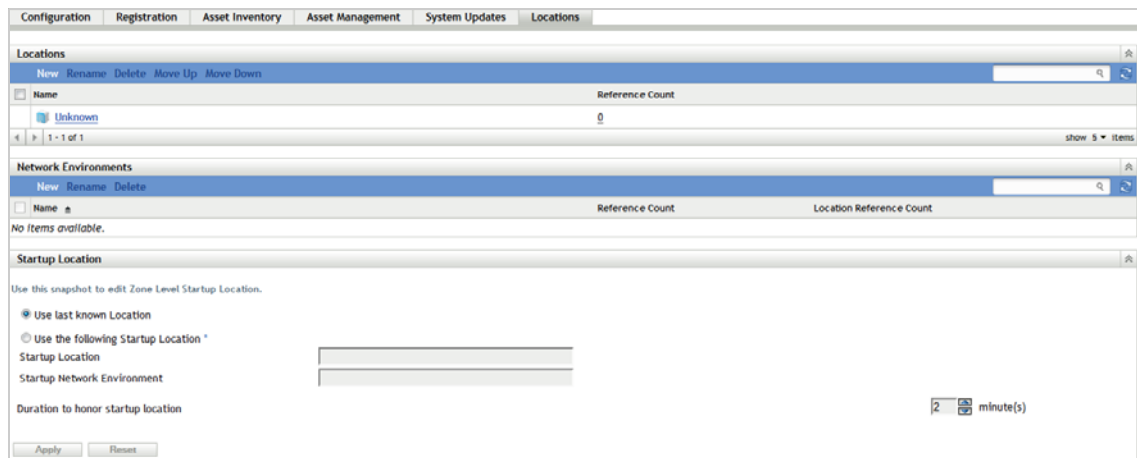 Configuration Registration Asset Inventory Asset Management System Updates Locations
Locations
New Rename Delete Move Up Move Down
Name Reference Count
Unknown 0
1 - 1 of 1 show 5 items
Network Environments
New Rename Delete
Name Reference Count Location Reference Count
No items available.
Startup Location
Use this snapshot to edit Zone Level Startup Location.
Use last known Location
Use the following Startup Location *
Startup Location
Startup Network Environment
Duration to honor startup location 2 minute(s)
Apply Reset